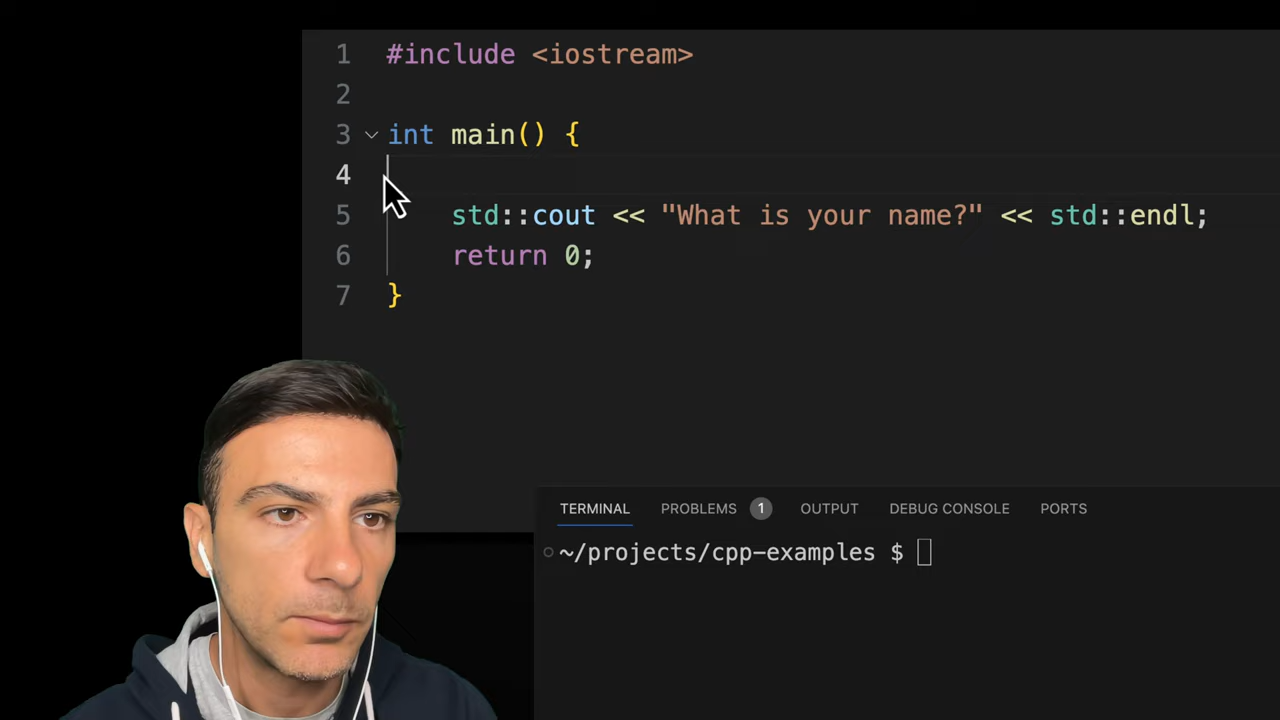 1 #include <iostream>
2
3 int main() {
4
5 std::cout << "What is your name?" << std::endl;
6 return 0;
7 }
TERMINAL PROBLEMS 1 OUTPUT DEBUG CONSOLE PORTS
~/projects/cpp-examples $